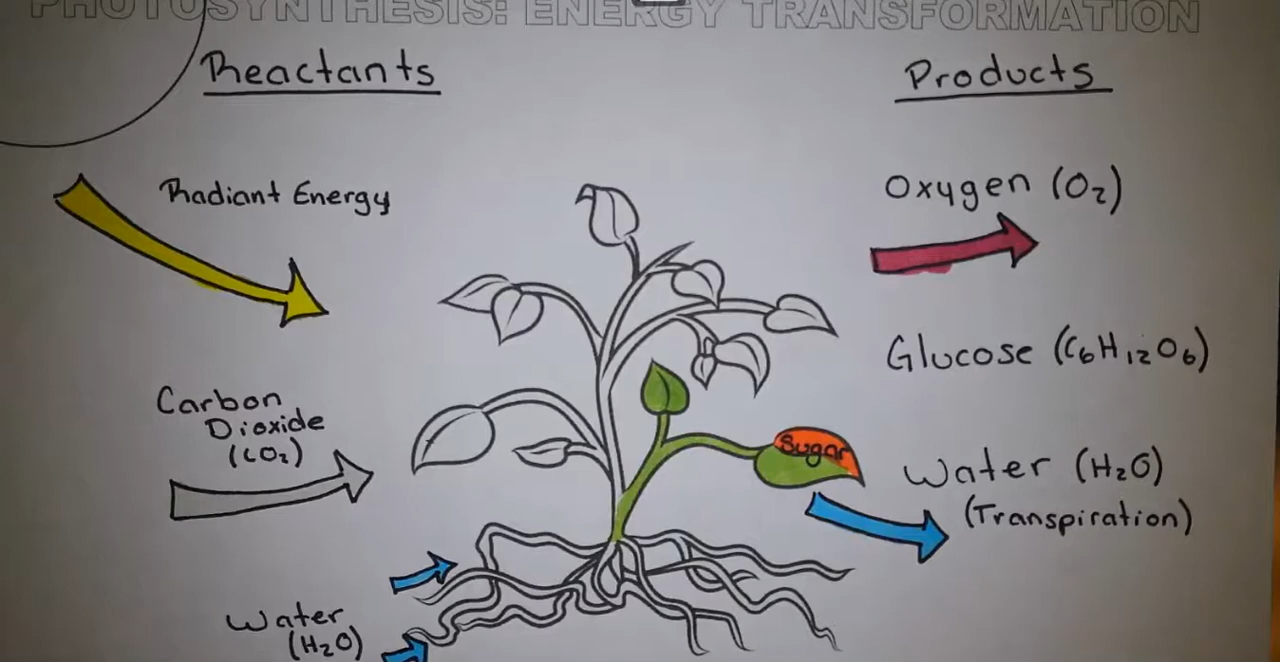 PHOTOSYNTHESIS: ENERGY TRANSFORMATION
Reactants
Products
Radiant Energy
Oxygen (O₂)
Glucose (C₆H₁₂O₆)
Carbon
Dioxide
(CO₂)
Sugar
Water (H₂O)
(Transpiration)
Water
(H₂O)